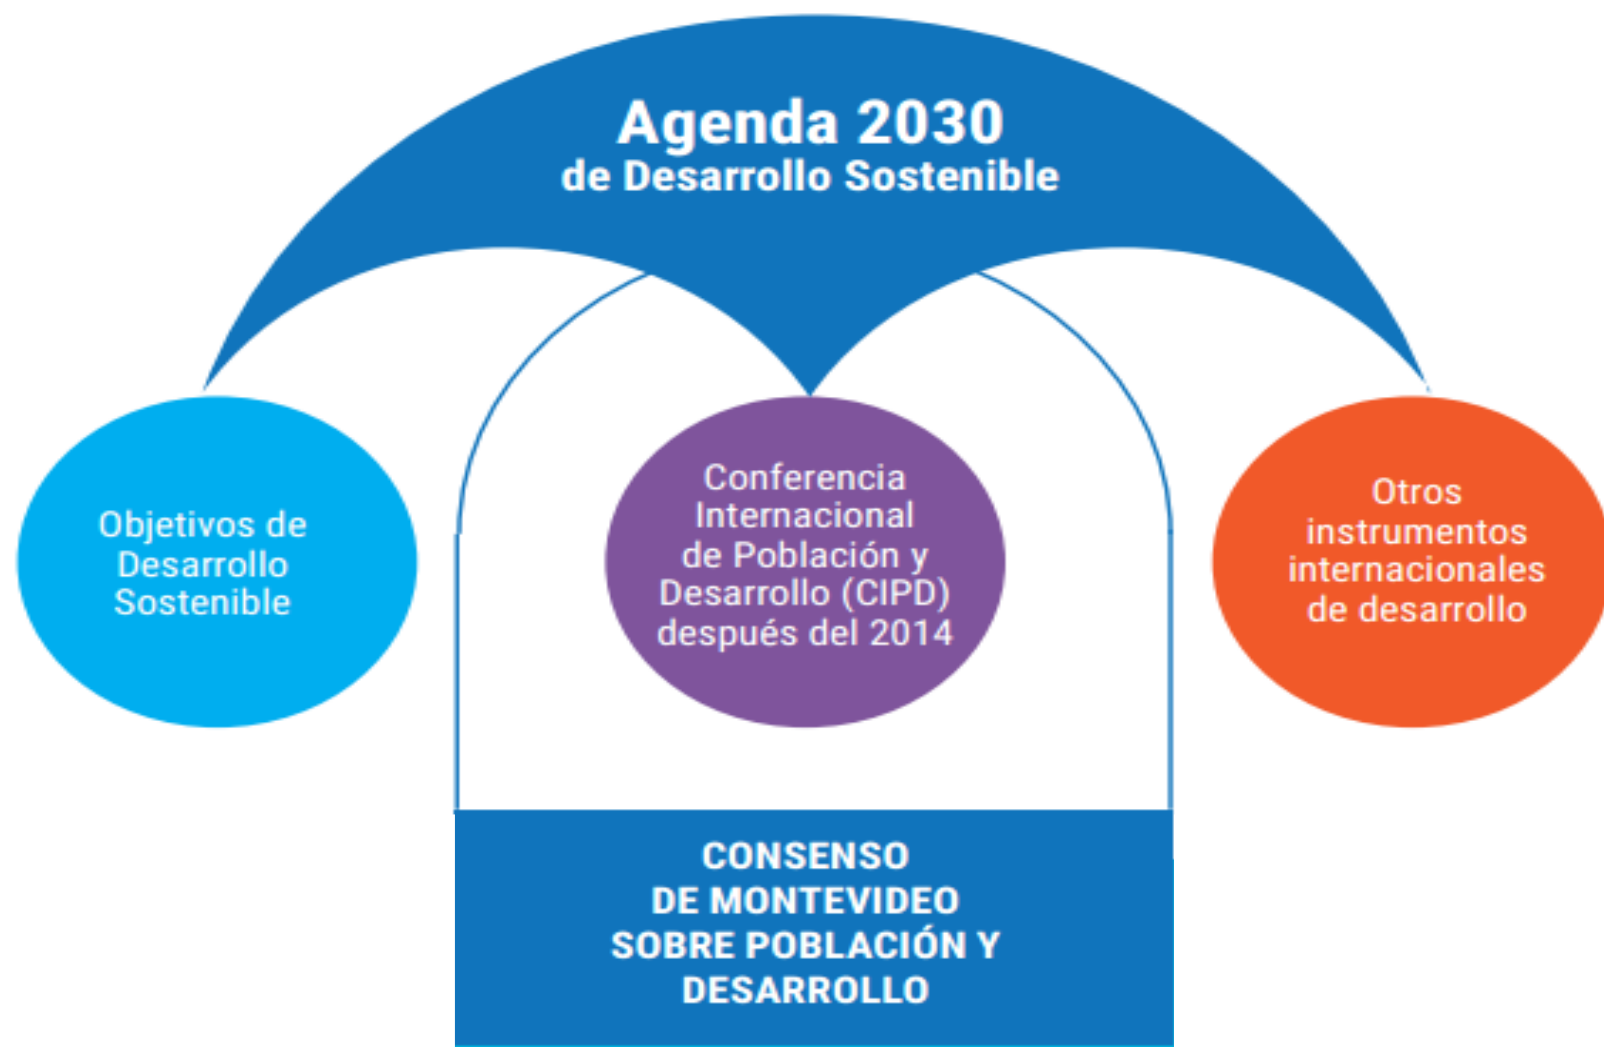 Agenda 2030
de Desarrollo Sostenible
Objetivos de
Desarrollo
Sostenible
Conferencia
Internacional
de Población y
Desarrollo (CIPD)
después del 2014
Otros
instrumentos
internacionales
de desarrollo
CONSENSO
DE MONTEVIDEO
SOBRE POBLACIÓN Y
DESARROLLO